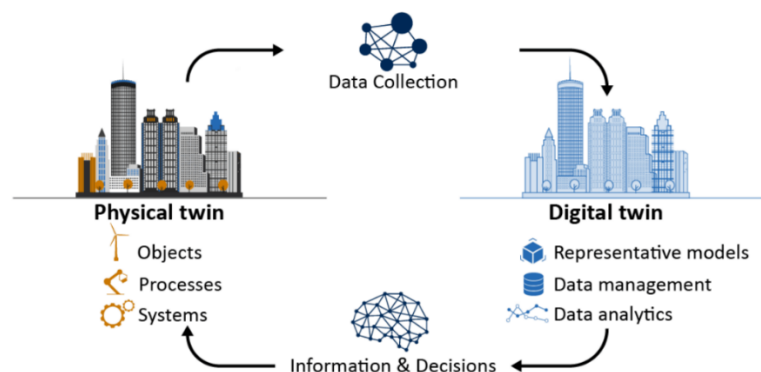 Data Collection
Physical twin
Digital twin
Objects
Representative models
Processes
Data management
Systems
Data analytics
Information & Decisions